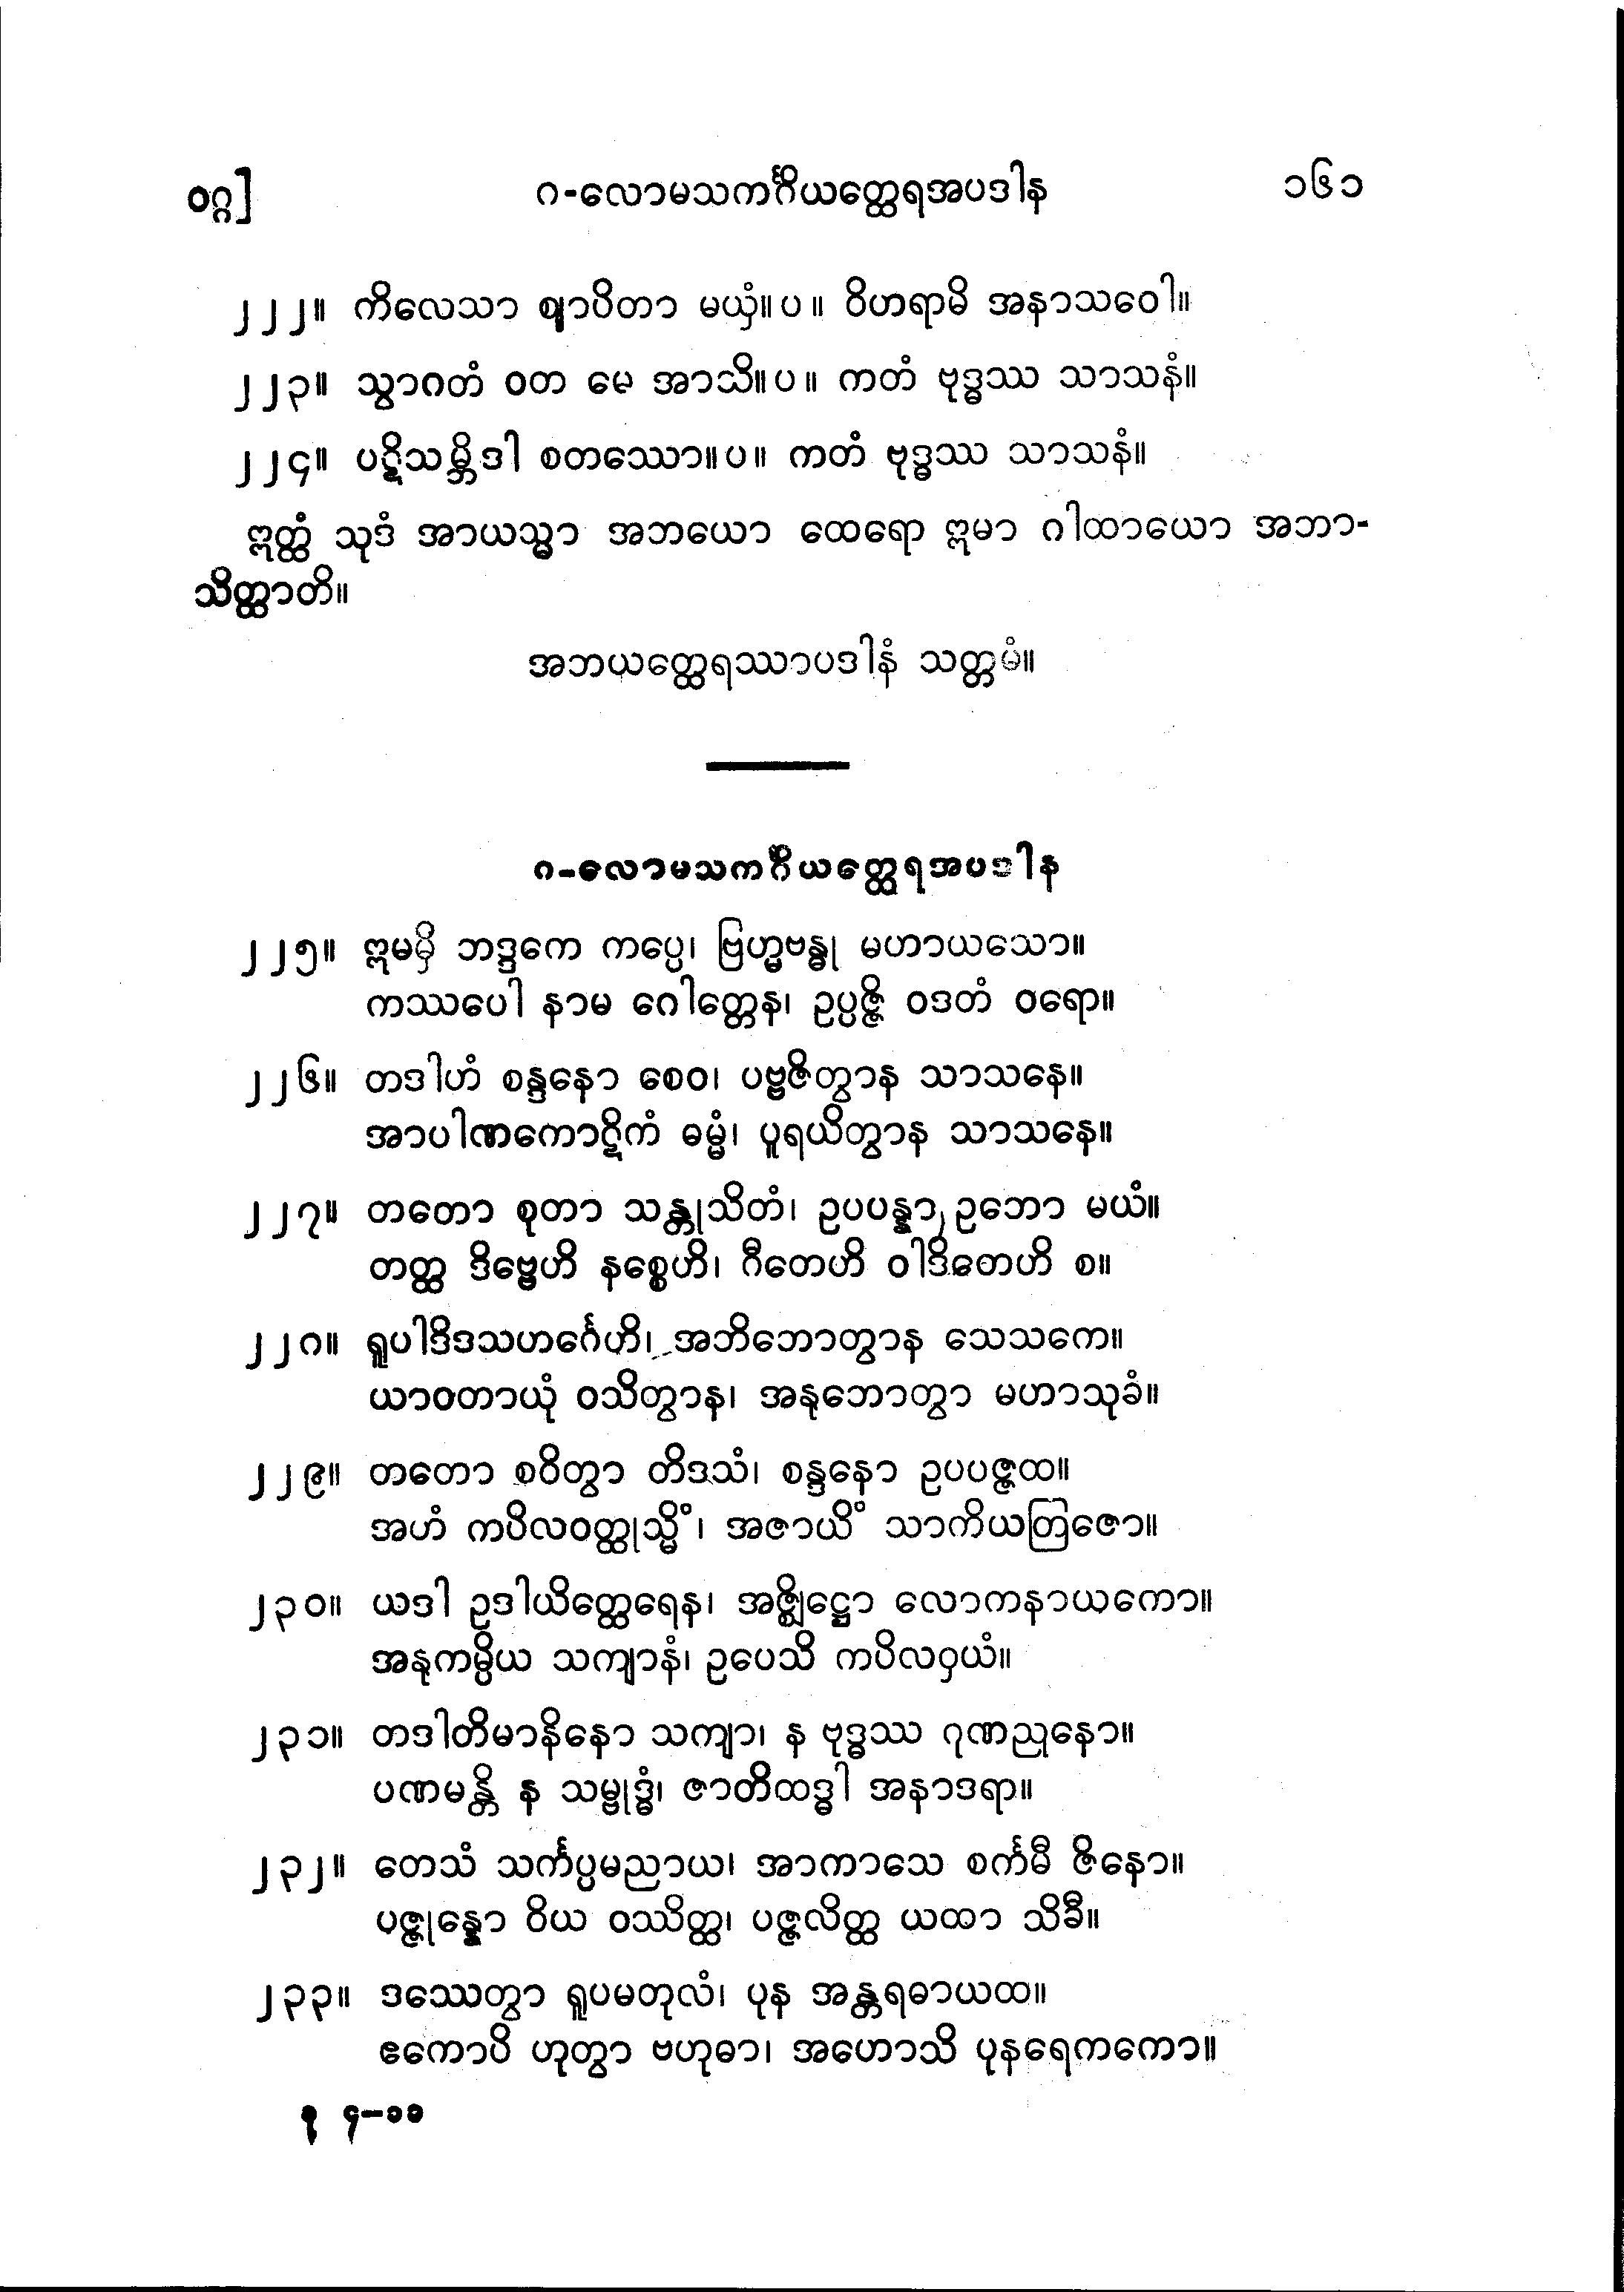 ဝဂ္ဂ]
ဂ-လောမသကင်္ဂိယတ္ထေရအပဒါန
၁၆၁
၂၂၂။ ကိလေသာ ဈာပိတာ မယှံ။ပ။ ဝိဟရာမိ အနာသဝေါ။
၂၂၃။ သွာဂတံ ဝတ မေ အာသိ။ပ။ ကတံ ဗုဒ္ဓဿ သာသနံ။
၂၂၄။ ပဋိသမ္ဘိဒါ စတဿော။ပ။ ကတံ ဗုဒ္ဓဿ သာသနံ။
ဣတ္ထံ သုဒံ အာယသ္မာ အဘယော ထေရော ဣမာ ဂါထာယော အဘာ-
သိတ္ထာတိ။
အဘယတ္ထေရဿာပဒါနံ သတ္တမံ။
ဂ-လောမသကင်္ဂိယတ္ထေရအပဒါန
၂၂၅။ ဣမမှိ ဘဒ္ဒကေ ကပ္ပေ၊ ဗြဟ္မဗန္ဓု မဟာယသော။
ကဿပေါ နာမ ဂေါတ္တေန၊ ဥပ္ပဇ္ဇိ ဝဒတံ ဝရော။
၂၂၆။ တဒါဟံ စန္ဒနော စေဝ၊ ပဗ္ဗဇိတွာန သာသနေ။
အာပါဏကောဋိကံ ဓမ္မံ၊ ပူရယိတွာန သာသနေ။
၂၂၇။ တတော စုတာ သန္တုသိတံ၊ ဥပပန္နာ ဥဘော မယံ။
တတ္ထ ဒိဗ္ဗေဟိ နစ္စေဟိ၊ ဂီတေဟိ ဝါဒိတေဟိ စ။
၂၂၈။ ရူပါဒိဒသဟင်္ဂေဟိ၊ အဘိဘောတွာန သေသကေ။
ယာဝတာယုံ ဝသိတွာန၊ အနုဘောတွာ မဟာသုခံ။
၂၂၉။ တတော စဝိတွာ တိဒသံ၊ စန္ဒနော ဥပပဇ္ဇထ။
အဟံ ကပိလဝတ္ထုသ္မိံ၊ အဇာယိံ သာကိယတြဇော။
၂၃၀။ ယဒါ ဥဒါယိတ္ထေရေန၊ အဇ္ဈိဋ္ဌော လောကနာယကော။
အနုကမ္ပိယ သကျာနံ၊ ဥပေသိ ကပိလဝှယံ။
၂၃၁။ တဒါတိမာနိနော သကျာ၊ န ဗုဒ္ဓဿ ဂုဏညုနော။
ပဏမန္တိ န သမ္ဗုဒ္ဓံ၊ ဇာတိထဒ္ဓါ အနာဒရာ။
၂၃၂။ တေသံ သင်္ကပ္ပမညာယ၊ အာကာသေ စင်္ကမီ ဇိနော။
ပဇ္ဇုန္နော ဝိယ ဝဿိတ္ထ၊ ပဇ္ဇလိတ္ထ ယထာ သိခီ။
၂၃၃။ ဒဿေတွာ ရူပမတုလံ၊ ပုန အန္တရဓာယထ။
ဧကောပိ ဟုတွာ ဗဟုဓာ၊ အဟောသိ ပုနရေကကော။
ဒု ၄-၁၁